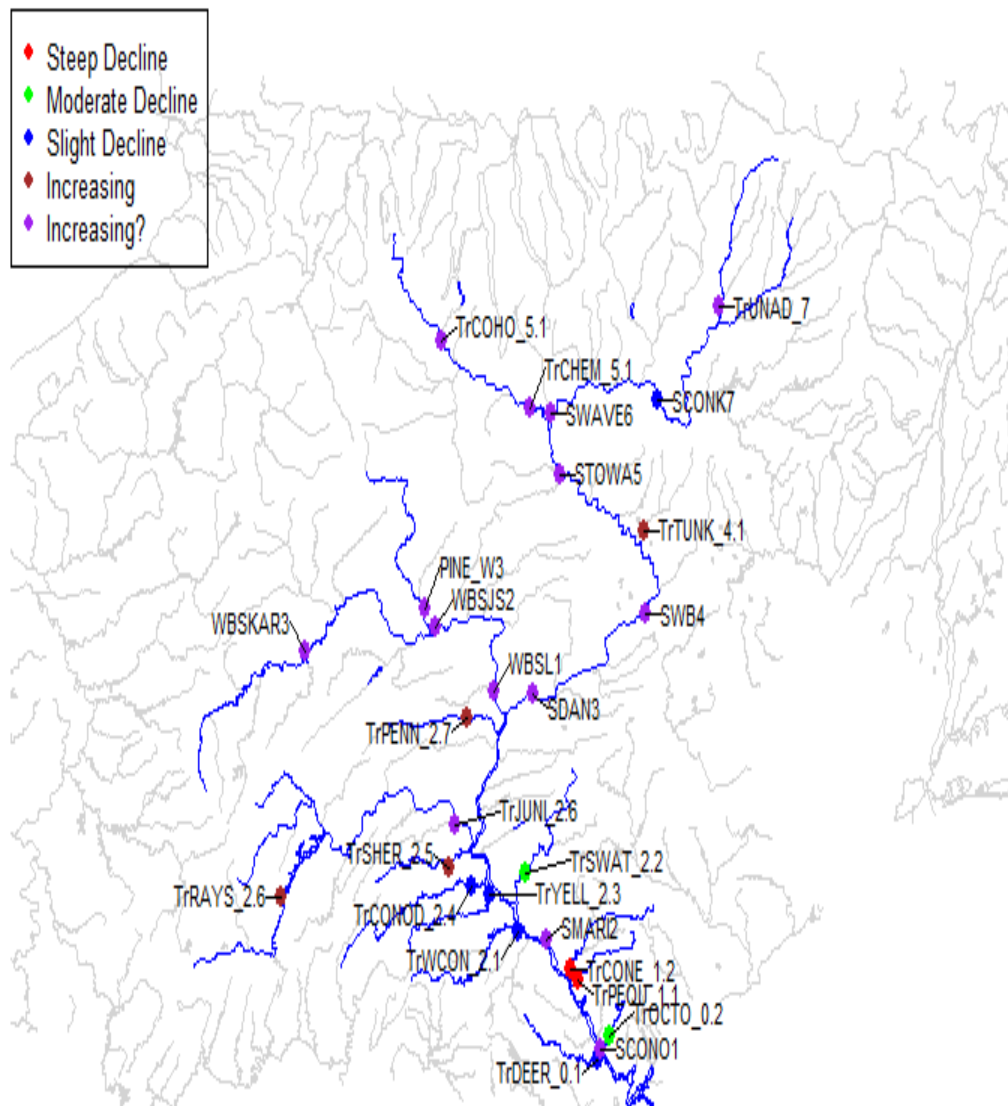 Steep Decline
Moderate Decline
Slight Decline
Increasing
Increasing?
TrUNAD_7
TrCOHO_5.1
TrCHEM_5.1
SCONK7
SWAVE6
STOWA5
TrTUNK_4.1
PINE_W3
WBSJS2
SWB4
WBSKAR3
WBSL1
SDAN3
TrPENN_2.7
TrJUNI_2.6
TrSHER_2.5
TrSWAT_2.2
TrRAYS_2.6
TrYELL_2.3
TrCONOD_2.4
SMARI2
TrWCON_2.1
TrCONE_1.2
TrPEQU_1.1
TrOCTO_0.2
SCONO1
TrDEER_0.1